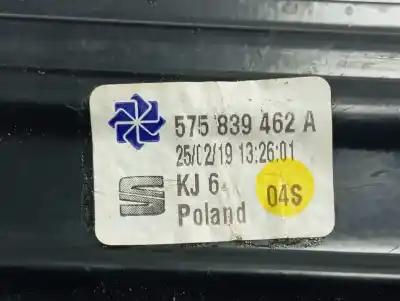 575 839 462 A
25/02/19 13:26:01
KJ 6
Poland
04S